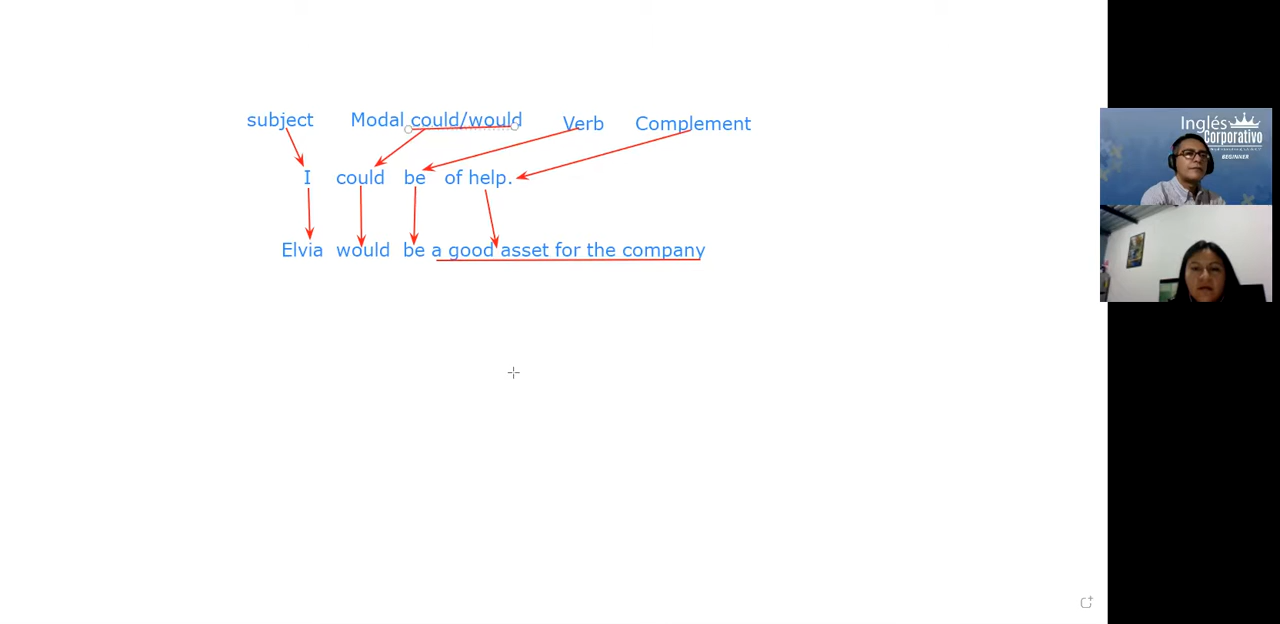 subject Modal could/would Verb Complement
I could be of help.
Elvia would be a good asset for the company
Inglés
Corporativo
BEGINNER